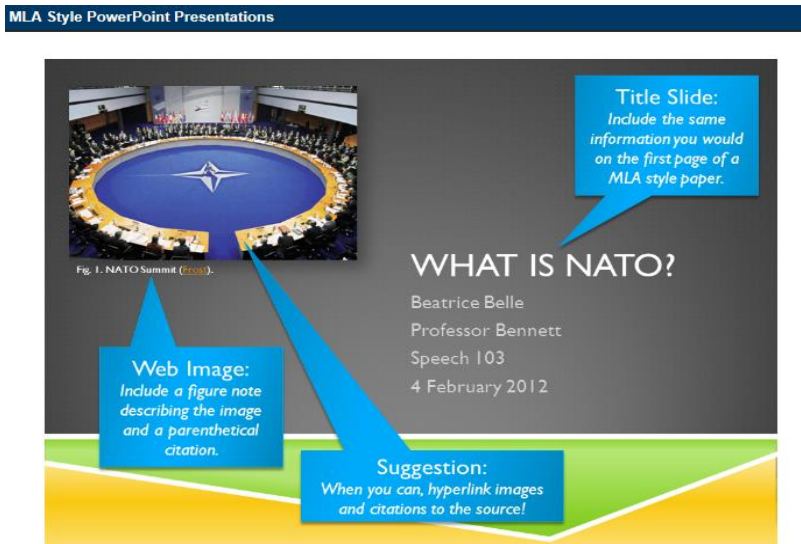 MLA Style PowerPoint Presentations
Title Slide:
Include the same
information you would
on the first page of a
MLA style paper.
Fig. 1. NATO Summit (Frost).
WHAT IS NATO?
Beatrice Belle
Professor Bennett
Speech 103
4 February 2012
Web Image:
Include a figure note
describing the image
and a parenthetical
citation.
Suggestion:
When you can, hyperlink images
and citations to the source!